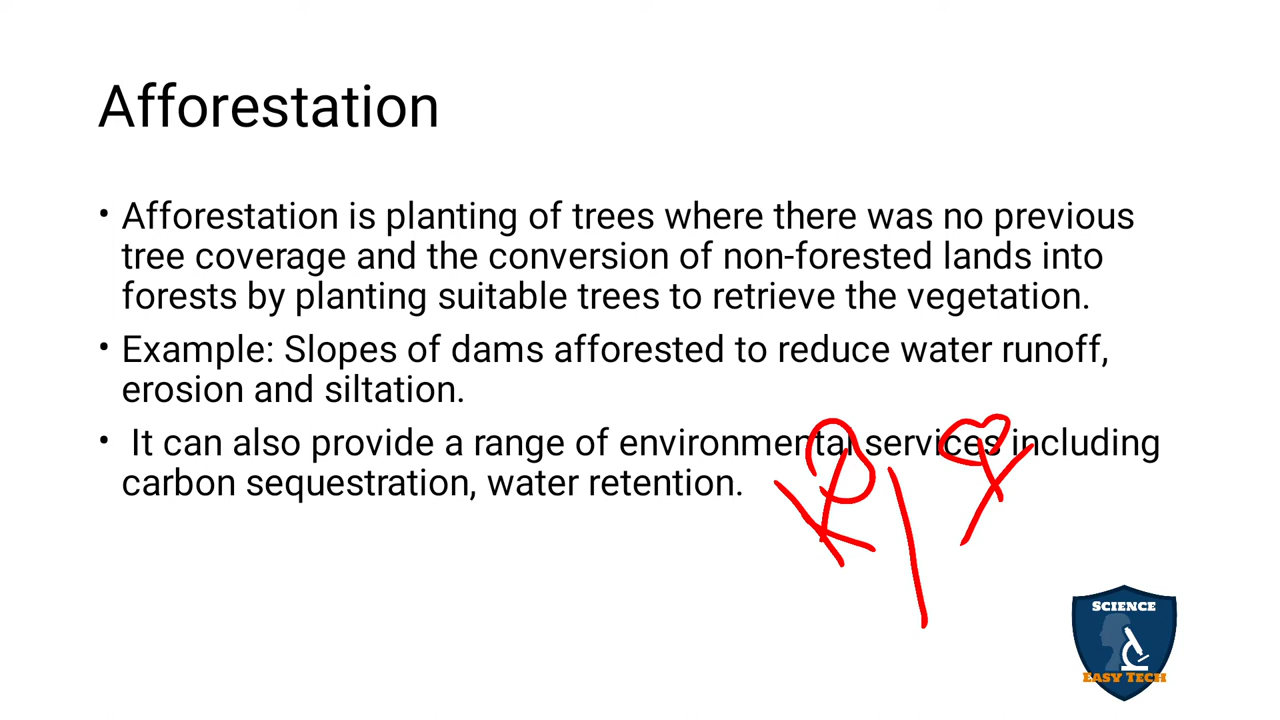 Afforestation
• Afforestation is planting of trees where there was no previous
tree coverage and the conversion of non-forested lands into
forests by planting suitable trees to retrieve the vegetation.
• Example: Slopes of dams afforested to reduce water runoff,
erosion and siltation.
• It can also provide a range of environmental services including
carbon sequestration, water retention.
SCIENCE
EASY TECH